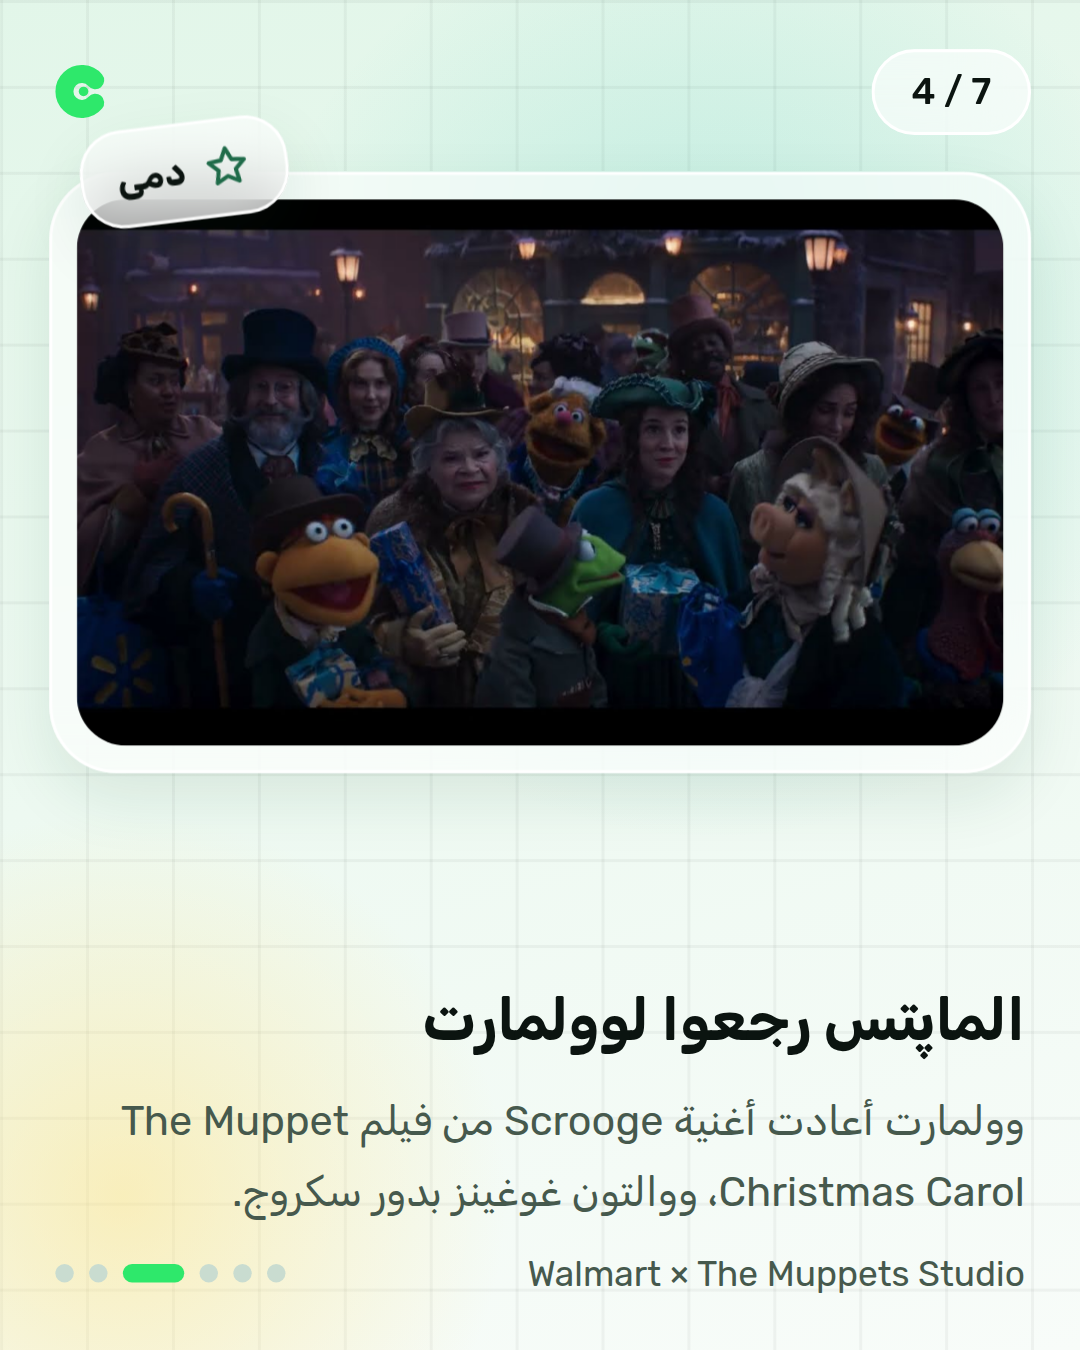 4 / 7
دمى
الماپتس رجعوا لوولمارت
وولمارت أعادت أغنية Scrooge من فيلم The Muppet
Christmas Carol، ووالتون غوغينز بدور سكروج.
Walmart × The Muppets Studio